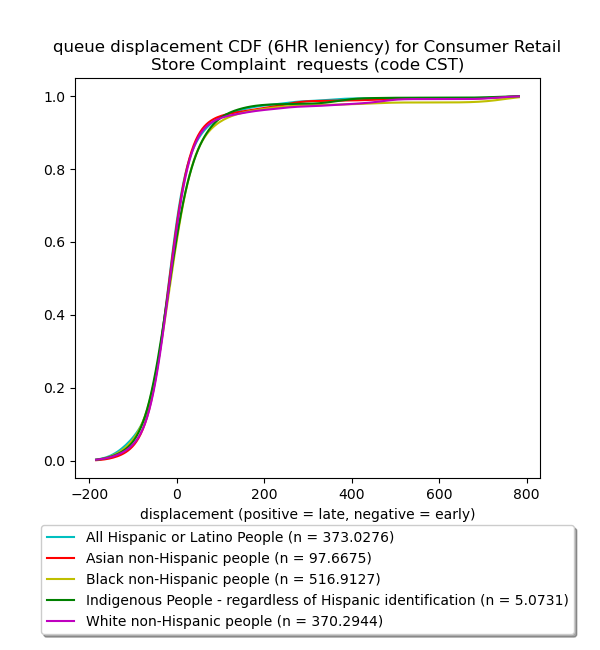 queue displacement CDF (6HR leniency) for Consumer Retail
Store Complaint  requests (code CST)
1.0
0.8
0.6
0.4
0.2
0.0
−200 0 200 400 600 800
displacement (positive = late, negative = early)
All Hispanic or Latino People (n = 373.0276)
Asian non-Hispanic people (n = 97.6675)
Black non-Hispanic people (n = 516.9127)
Indigenous People - regardless of Hispanic identification (n = 5.0731)
White non-Hispanic people (n = 370.2944)